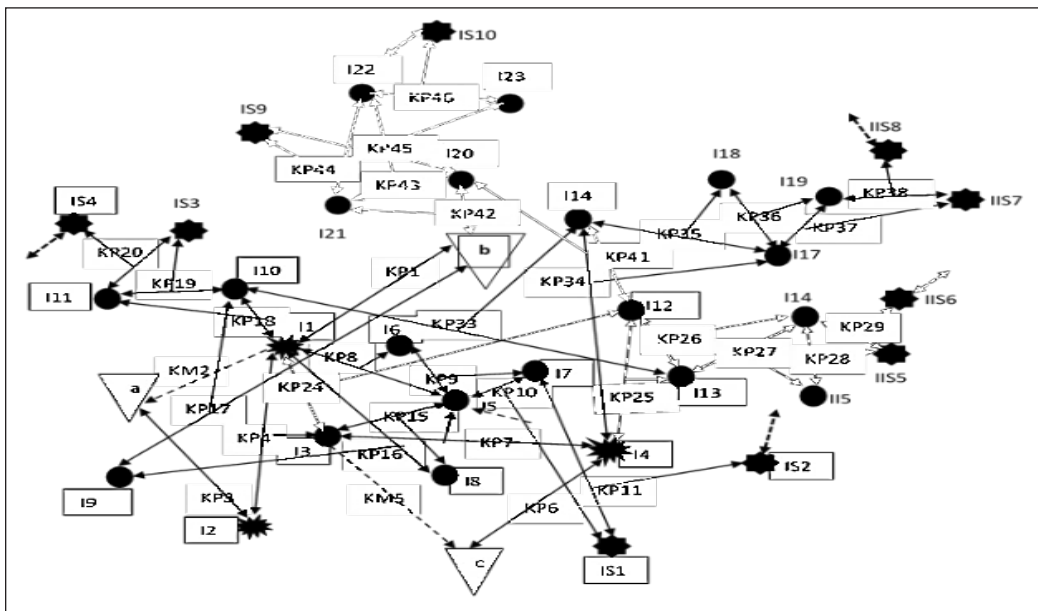 IS10
I22
I23
KP46
IS9
IIS8
KP45
I20
I18
KP44
I19
KP38
IS4
IS3
KP43
I14
KP36
IIS7
KP42
KP35
KP37
I21
KP20
b
KP41
I17
I10
KP1
KP19
KP34
I11
IIS6
I12
I14
KP18
I1
I6
KP33
KP29
KP26
KP8
KP27
KP28
KM2
IIS5
KP24
KP9
I7
a
KP10
I13
KP25
II5
I5
KP17
KP15
KP4
KP7
I3
KP16
I4
IS2
I9
I8
KP11
KP3
KM5
KP6
I2
c
IS1